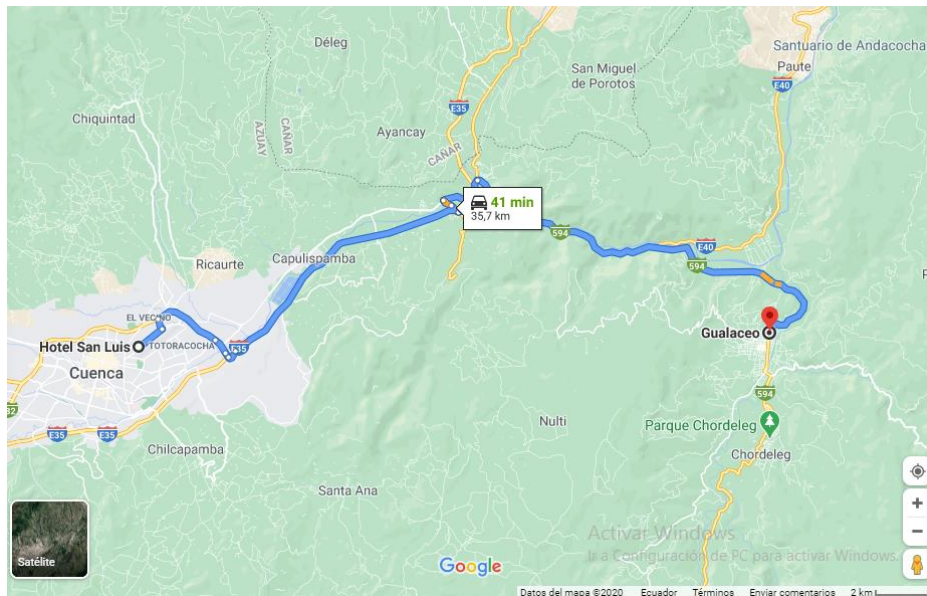 Déleg
Santuario de Andacocha
Paute
San Miguel
de Porotos
E40
E35
Chiquintad
Ayancay
AZUAY
CAÑAR
CAÑAR
41 min
35,7 km
594
E40
594
Ricaurte
Capulispamba
EL VECINO
Hotel San Luis
TOTORACOCHA
E35
Gualaceo
Cuenca
594
E35
E35
Nulti
Parque Chordeleg
Chilcapamba
Chordeleg
Santa Ana
Activar Windows
Ir a Configuración de PC para activar Windows.
Satélite
Google
Datos del mapa ©2020 Ecuador Términos Enviar comentarios 2 km